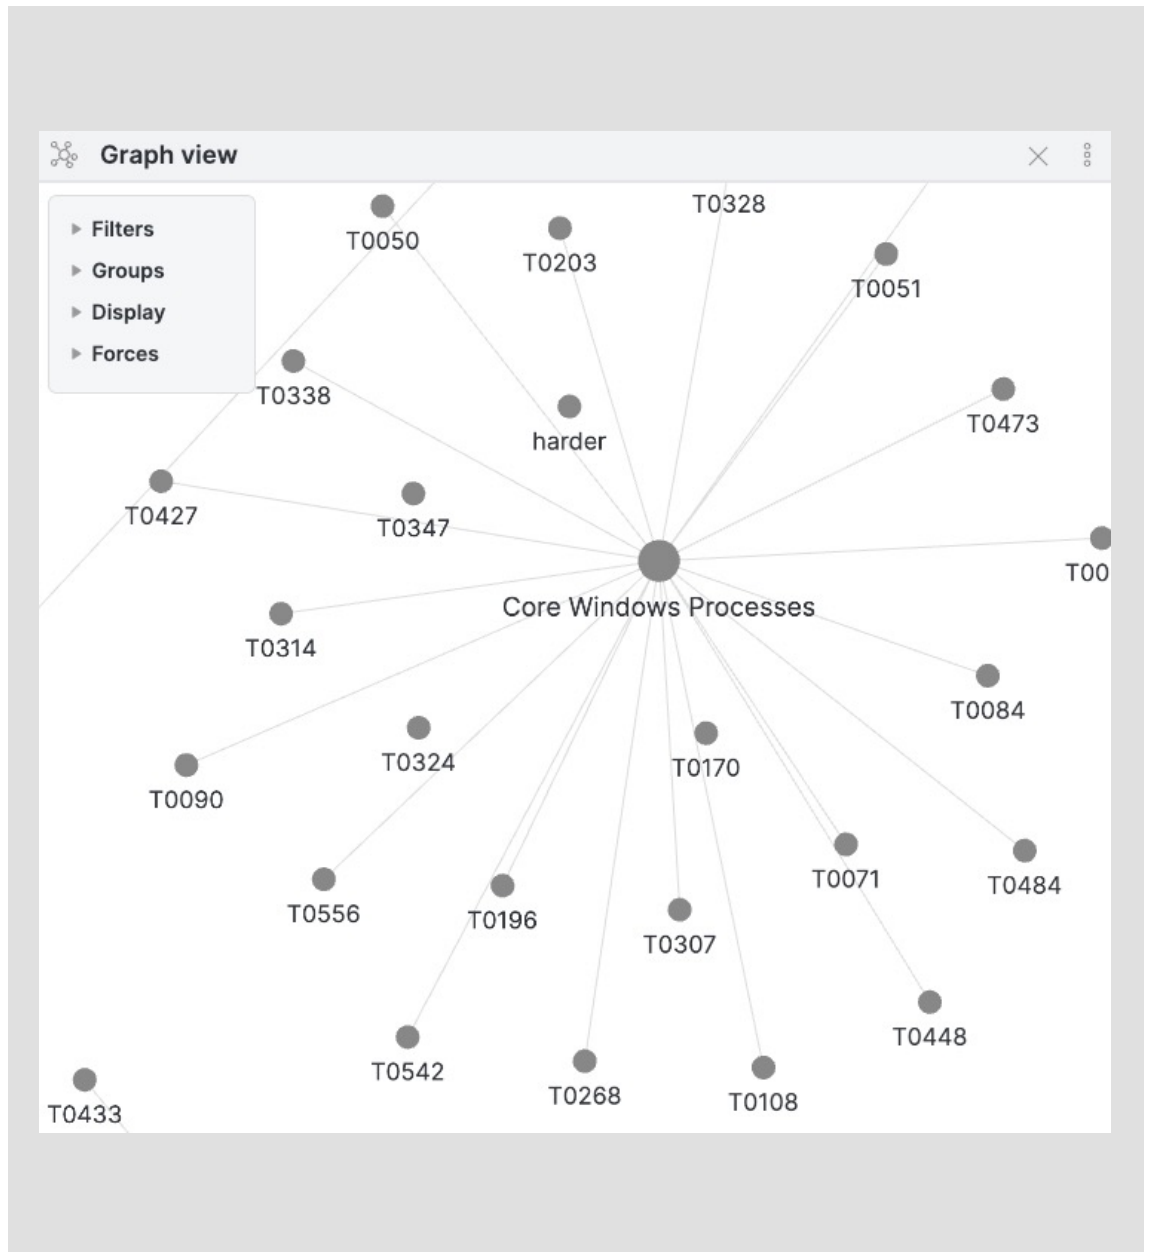 Graph view
T0328
T0050
Filters
T0203
Groups
T0051
Display
Forces
T0338
T0473
harder
T0427
T0347
T00
Core Windows Processes
T0314
T0084
T0324
T0170
T0090
T0071
T0484
T0556
T0196
T0307
T0448
T0542
T0268
T0108
T0433